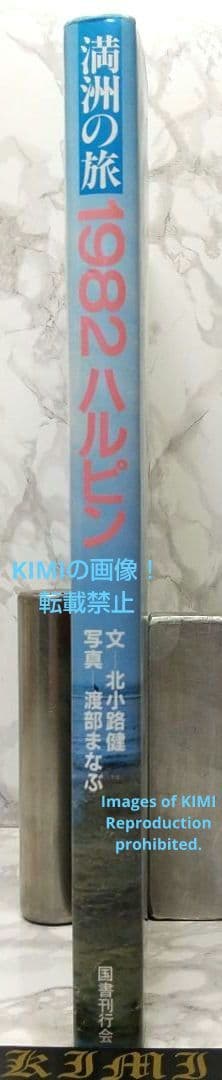 満洲の旅
1982ハルピン
文―北小路健
写真―渡部まなぶ
国書刊行会
KIMIの画像！
転載禁止
Images of KIMI
Reproduction
prohibited.
KIMI